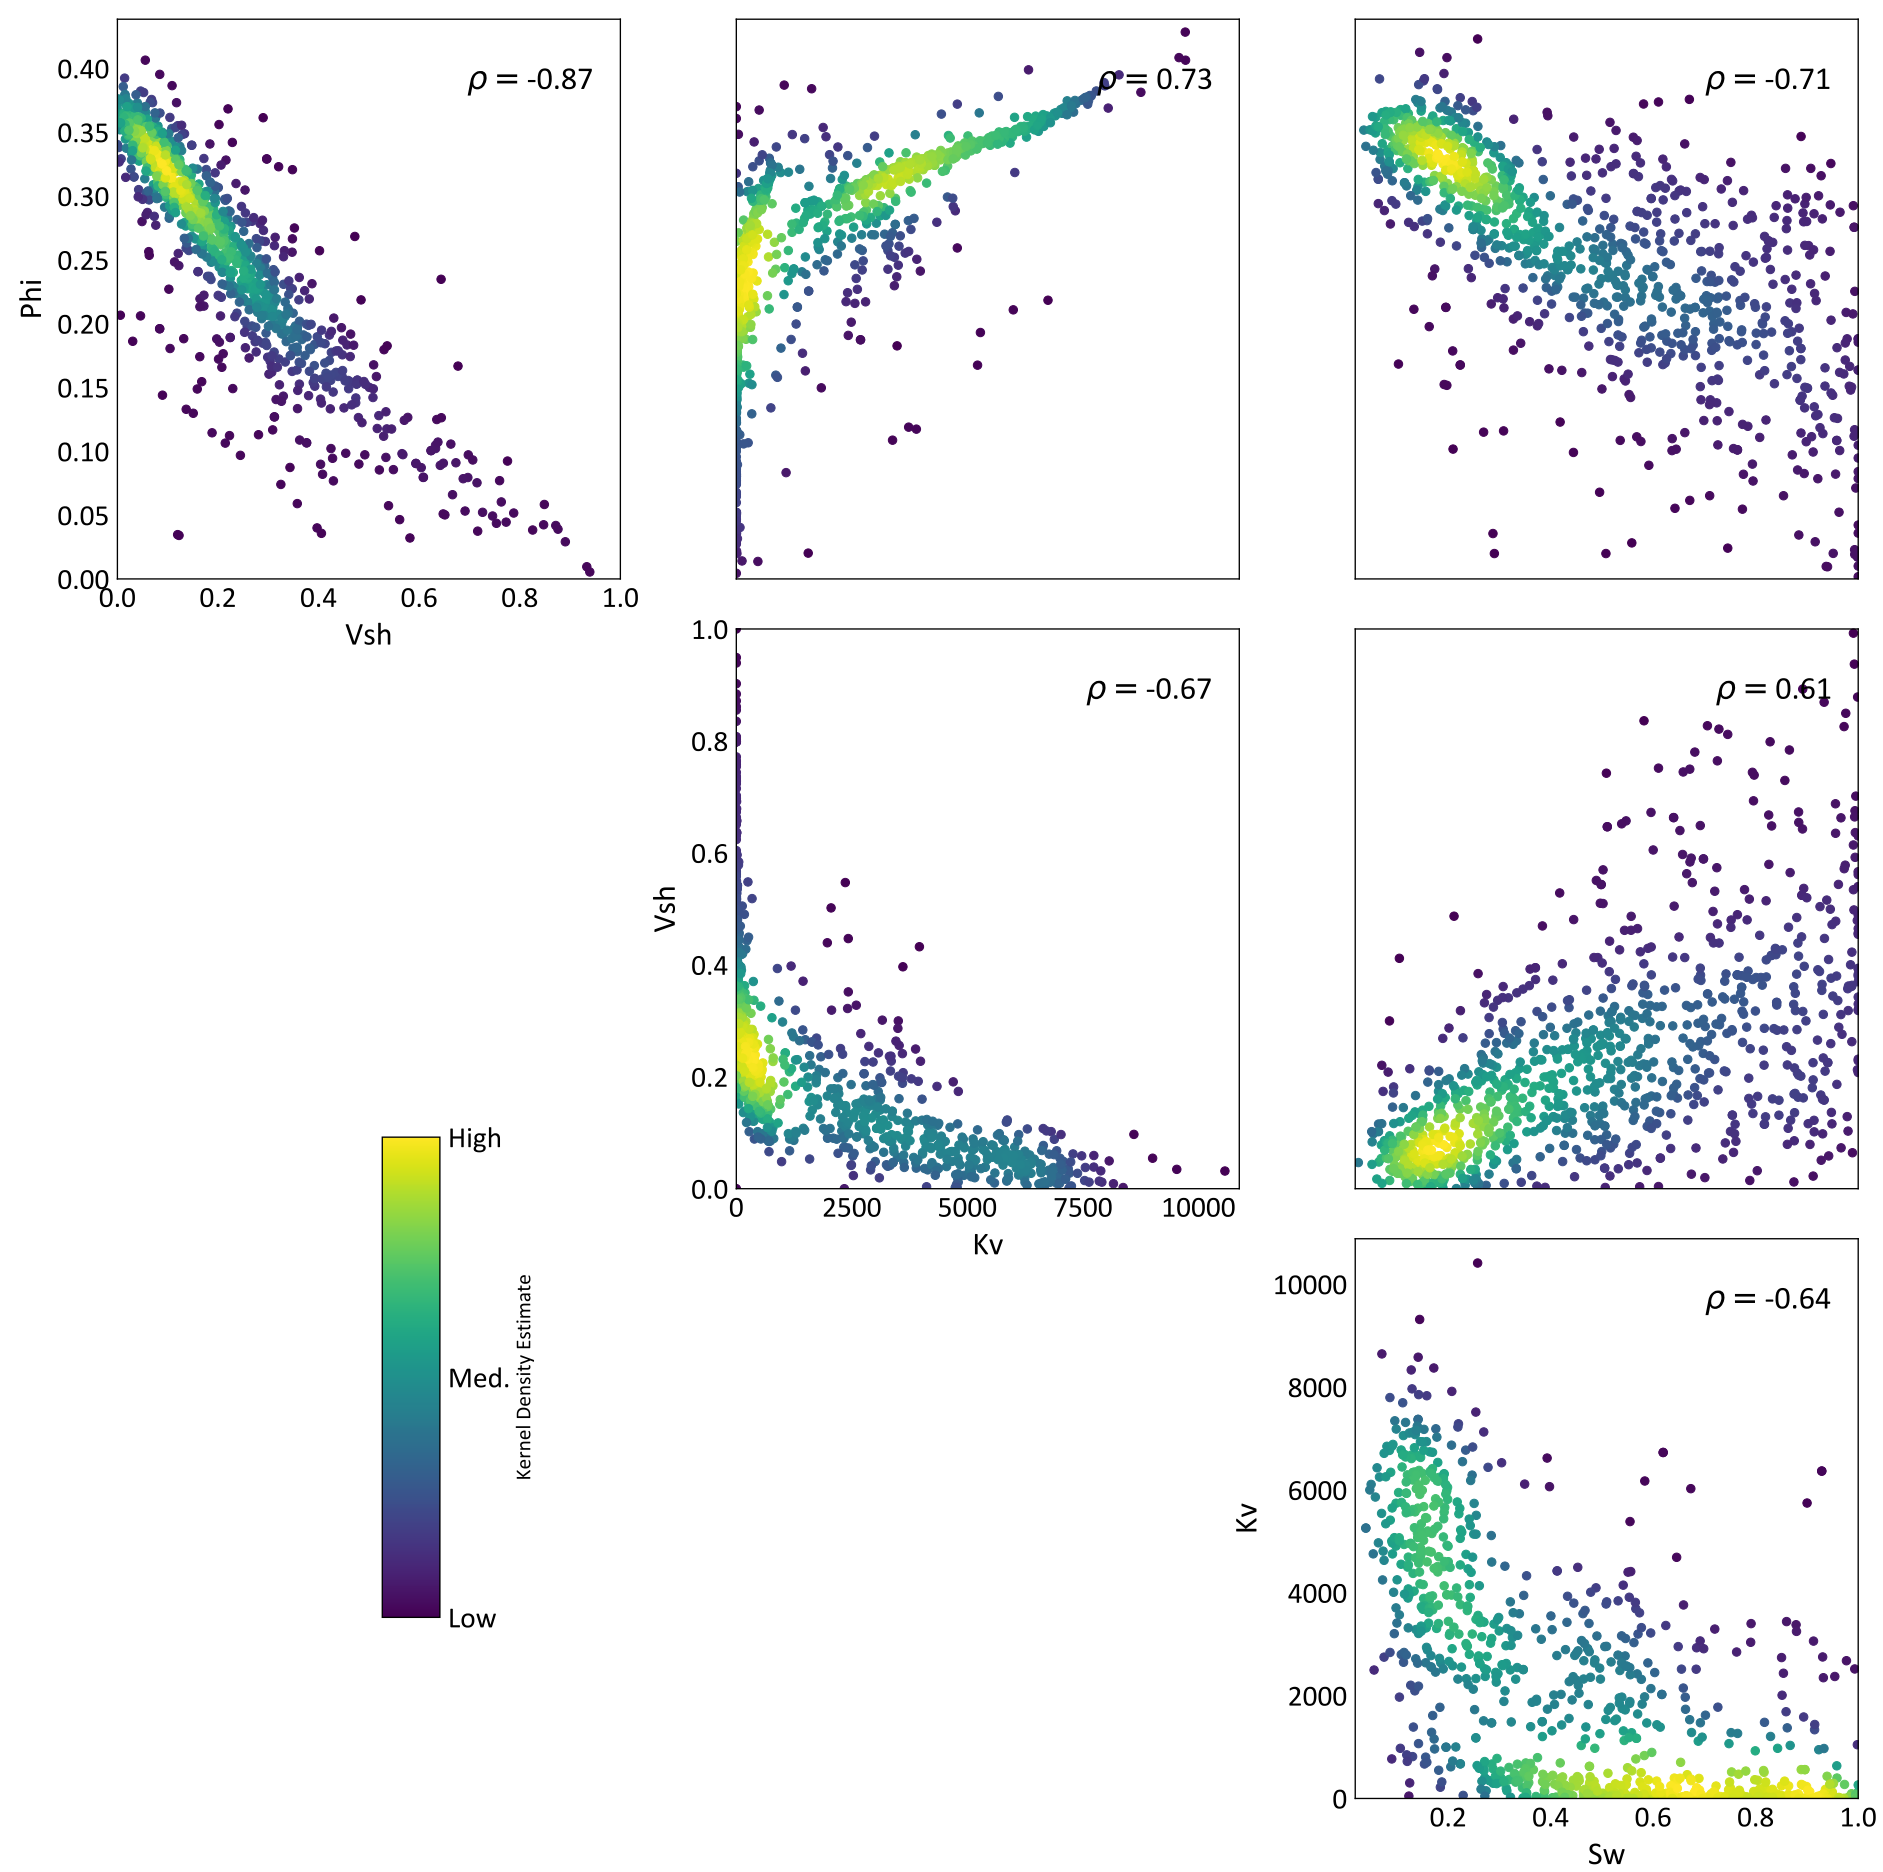 ρ = -0.87
ρ = 0.73
ρ = -0.71
Phi
0.40
0.35
0.30
0.25
0.20
0.15
0.10
0.05
0.00
0.0 0.2 0.4 0.6 0.8 1.0
Vsh
ρ = -0.67
ρ = 0.61
Vsh
1.0
0.8
0.6
0.4
0.2
0.0
0 2500 5000 7500 10000
Kv
High
Med.
Low
Kernel Density Estimate
ρ = -0.64
Kv
10000
8000
6000
4000
2000
0
0.2 0.4 0.6 0.8 1.0
Sw